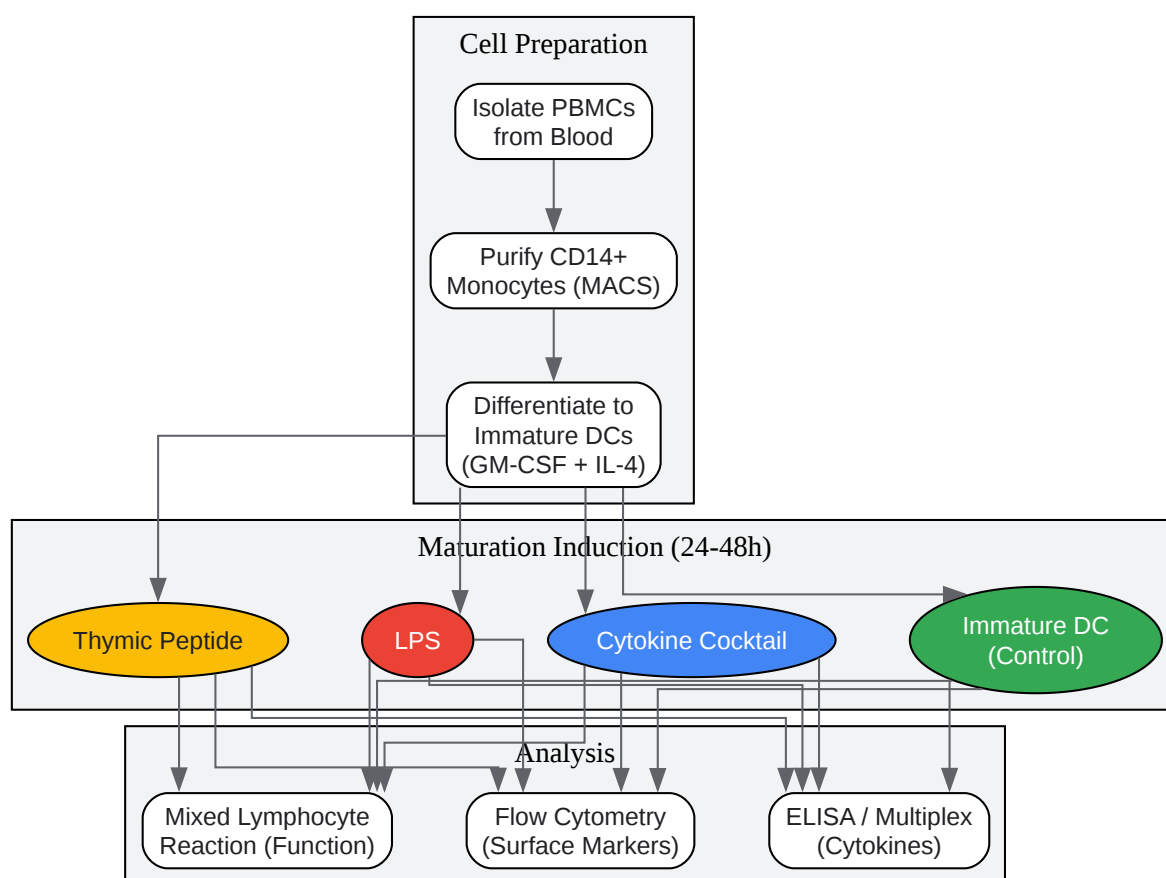 Cell Preparation
Isolate PBMCs
from Blood
Purify CD14+
Monocytes (MACS)
Differentiate to
Immature DCs
(GM-CSF + IL-4)
Maturation Induction (24-48h)
Thymic Peptide
LPS
Cytokine Cocktail
Immature DC
(Control)
Analysis
Mixed Lymphocyte
Reaction (Function)
Flow Cytometry
(Surface Markers)
ELISA / Multiplex
(Cytokines)